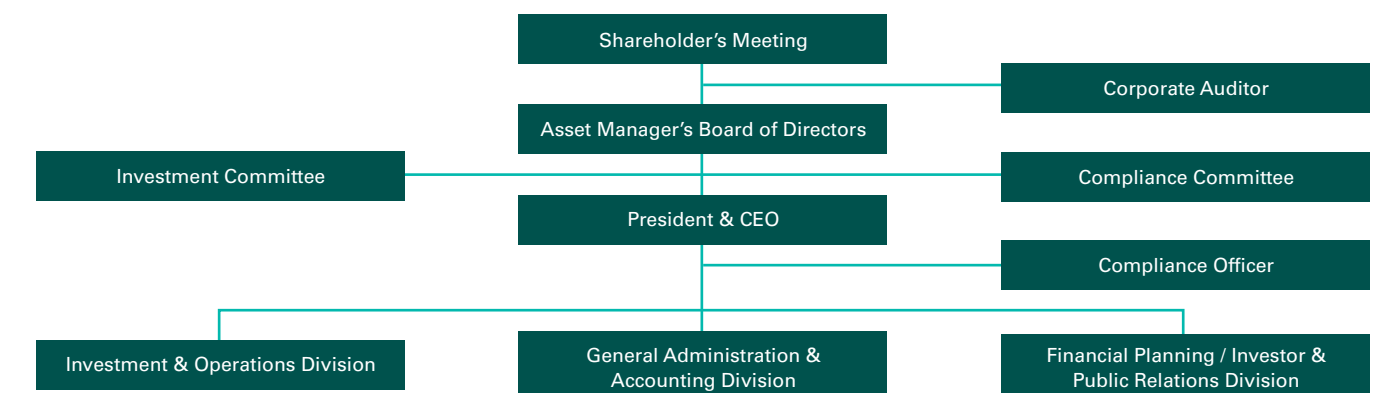 Shareholder’s Meeting
Corporate Auditor
Asset Manager’s Board of Directors
Investment Committee
Compliance Committee
President & CEO
Compliance Officer
Investment & Operations Division
General Administration &
Accounting Division
Financial Planning / Investor &
Public Relations Division